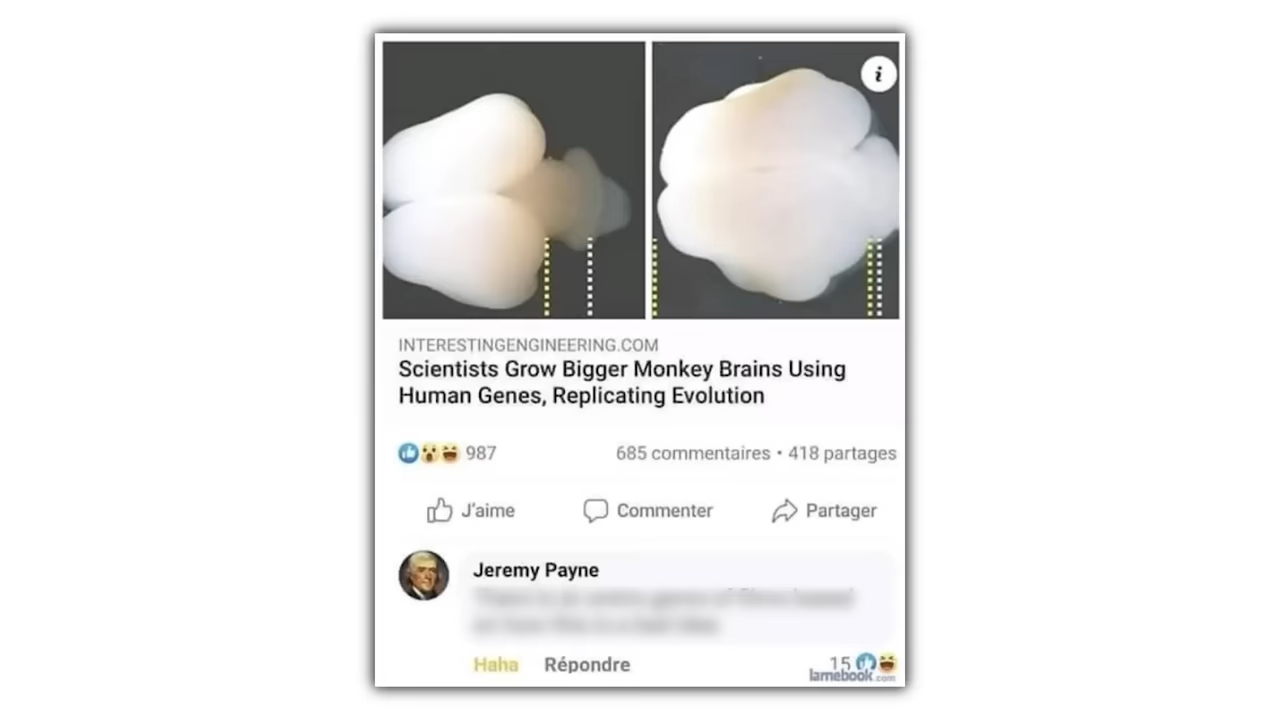 INTERESTINGENGINEERING.COM
Scientists Grow Bigger Monkey Brains Using
Human Genes, Replicating Evolution
987
685 commentaires • 418 partages
J'aime
Commenter
Partager
Jeremy Payne
Haha Répondre
15
lamebook.com